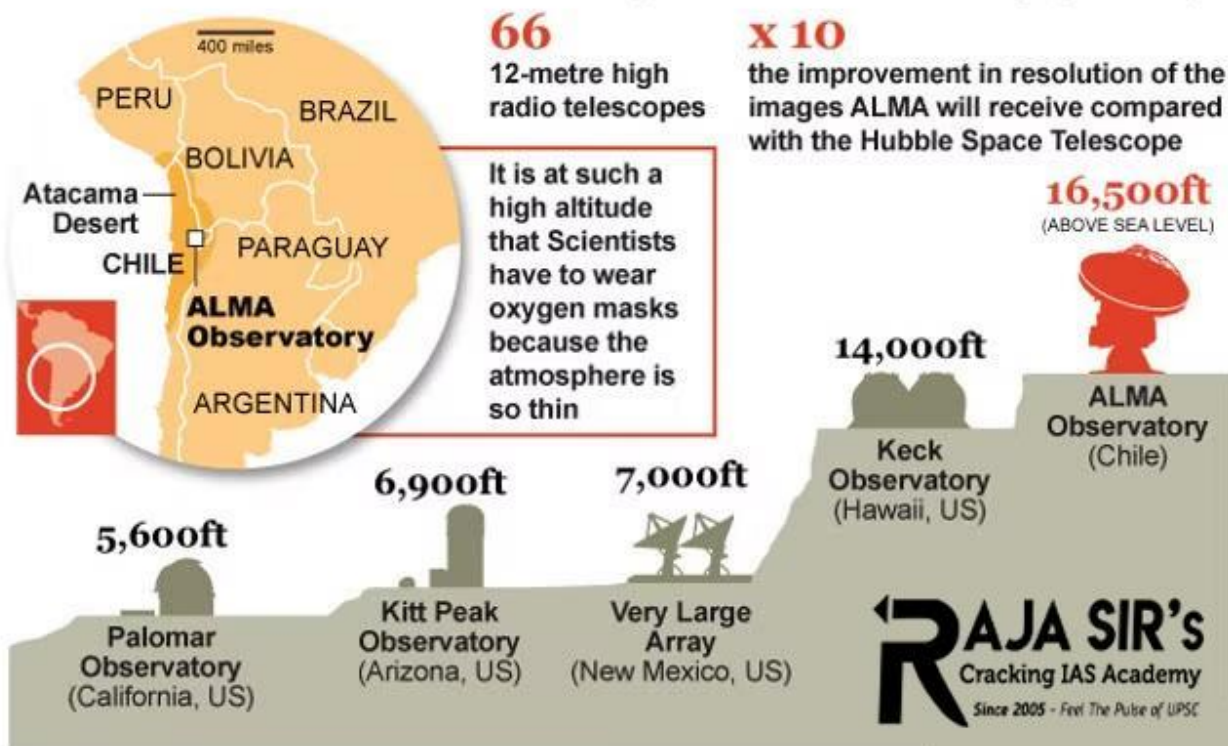 400 miles
PERU
BRAZIL
BOLIVIA
Atacama
Desert
PARAGUAY
CHILE
ALMA
Observatory
ARGENTINA
66
12-metre high
radio telescopes
x 10
the improvement in resolution of the
images ALMA will receive compared
with the Hubble Space Telescope
It is at such a
high altitude
that Scientists
have to wear
oxygen masks
because the
atmosphere is
so thin
16,500ft
(ABOVE SEA LEVEL)
ALMA
Observatory
(Chile)
14,000ft
Keck
Observatory
(Hawaii, US)
7,000ft
Very Large
Array
(New Mexico, US)
6,900ft
Kitt Peak
Observatory
(Arizona, US)
5,600ft
Palomar
Observatory
(California, US)
RAJA SIR's
Cracking IAS Academy
Since 2005 - Feel The Pulse of UPSC